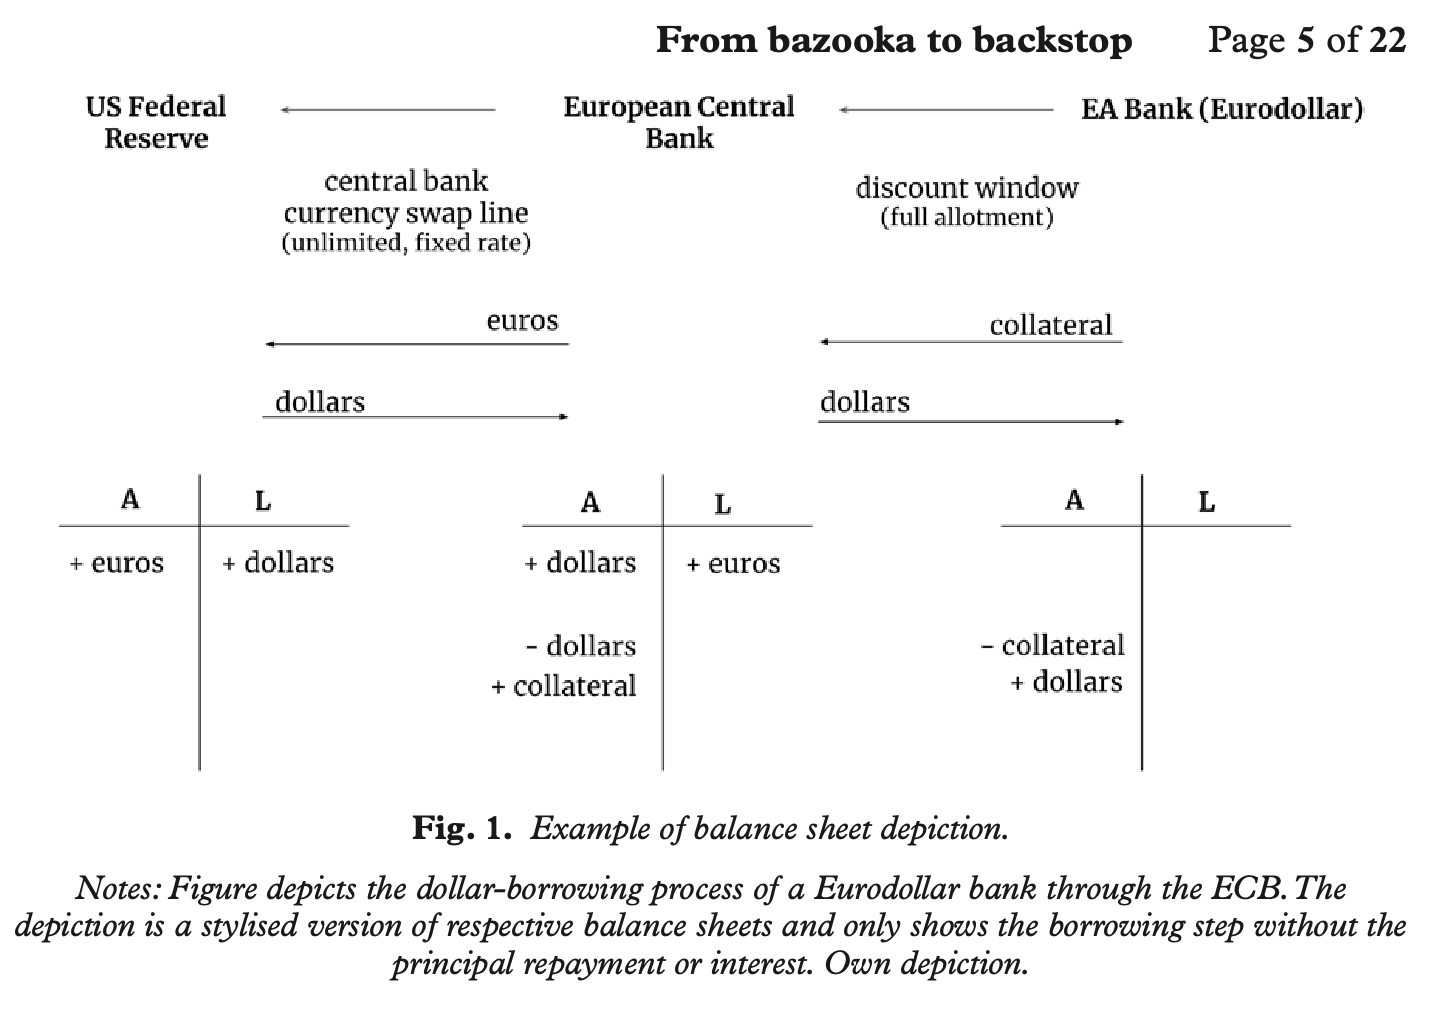 From bazooka to backstop Page 5 of 22
US Federal
Reserve
European Central
Bank
EA Bank (Eurodollar)
central bank
currency swap line
(unlimited, fixed rate)
discount window
(full allotment)
euros
collateral
dollars
dollars
A L
+ euros + dollars
A L
+ dollars + euros
- dollars
+ collateral
A L
- collateral
+ dollars
Fig. 1. Example of balance sheet depiction.
Notes: Figure depicts the dollar-borrowing process of a Eurodollar bank through the ECB. The
depiction is a stylised version of respective balance sheets and only shows the borrowing step without the
principal repayment or interest. Own depiction.